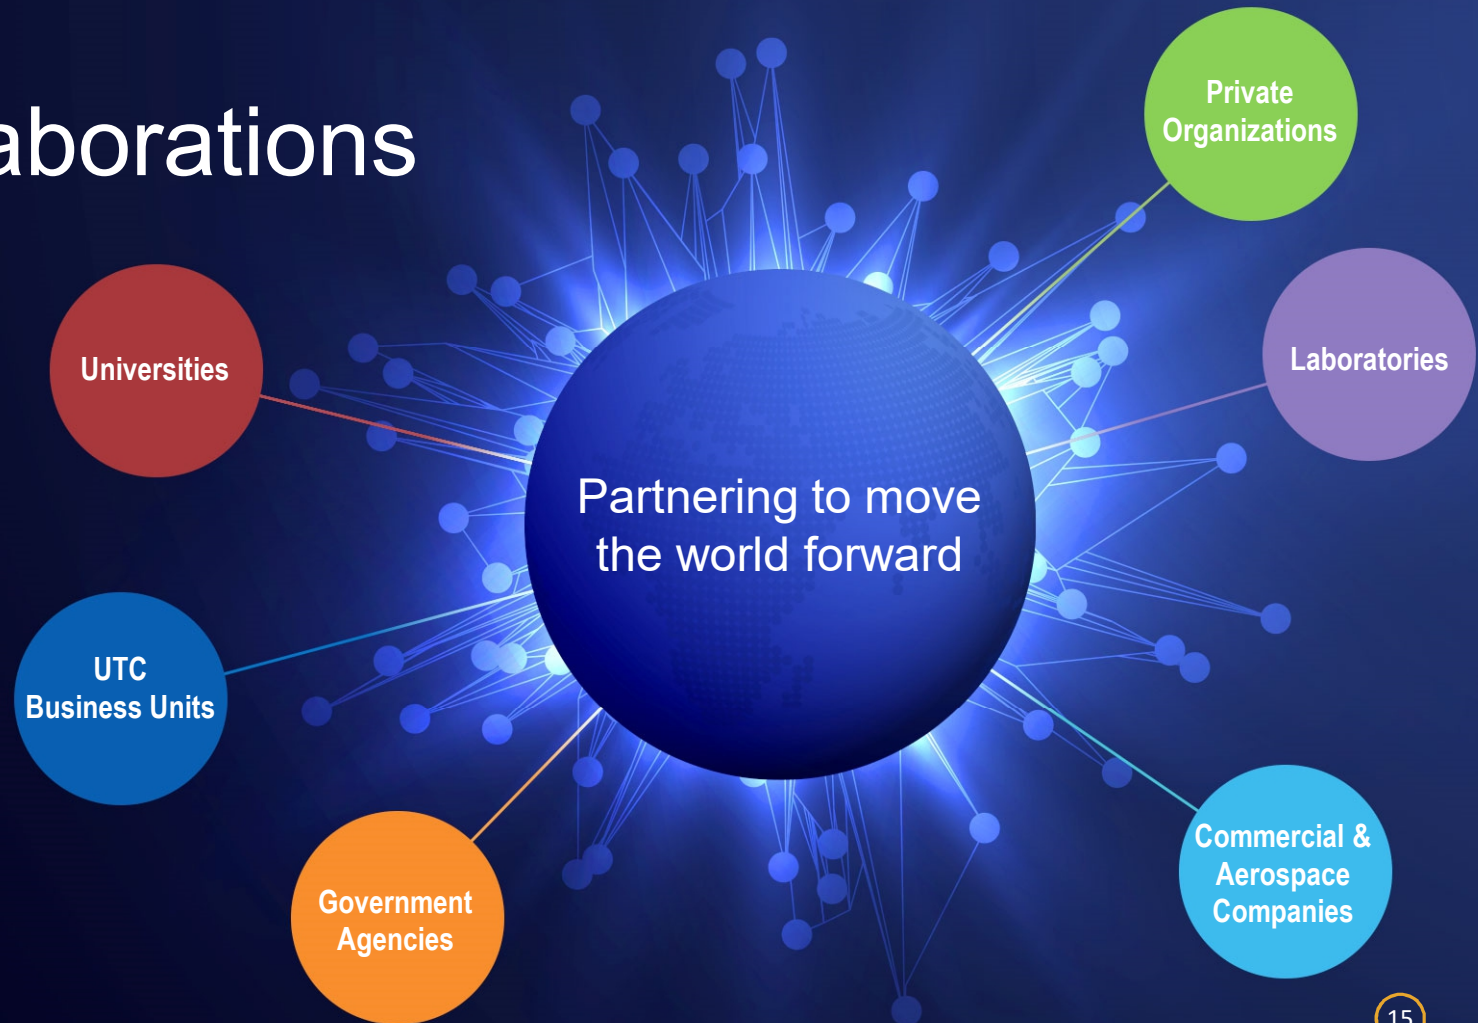 aborations
Private
Organizations
Universities
Laboratories
Partnering to move
the world forward
UTC
Business Units
Commercial &
Aerospace
Companies
Government
Agencies
15